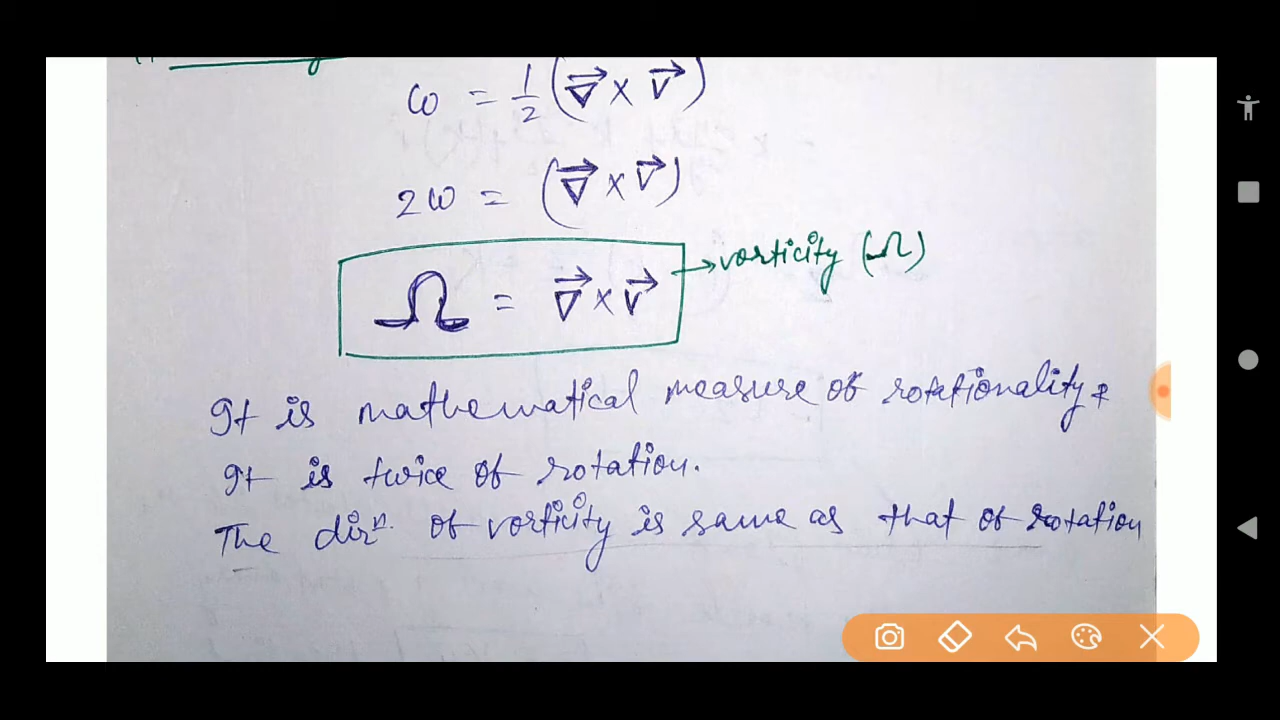 ω = 1/2 (∇⃗ × V⃗)
2ω = (∇⃗ × V⃗)
Ω = ∇⃗ × V⃗ → vorticity (Ω)
It is mathematical measure of rotationality &
It is twice of rotation.
The dirⁿ. of vorticity is same as that of rotation